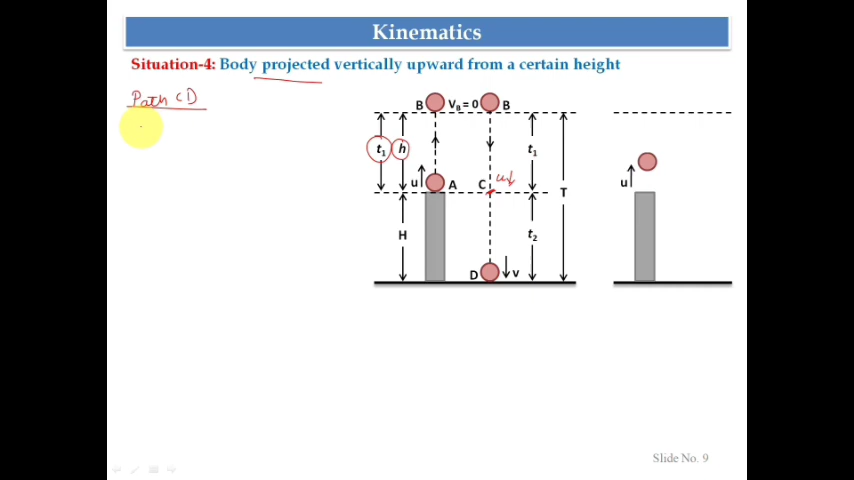 Kinematics
Situation-4: Body projected vertically upward from a certain height
Path CD
B V_B = 0 B
t₁ h t₁
u A C u T u
H t₂
D v
Slide No. 9